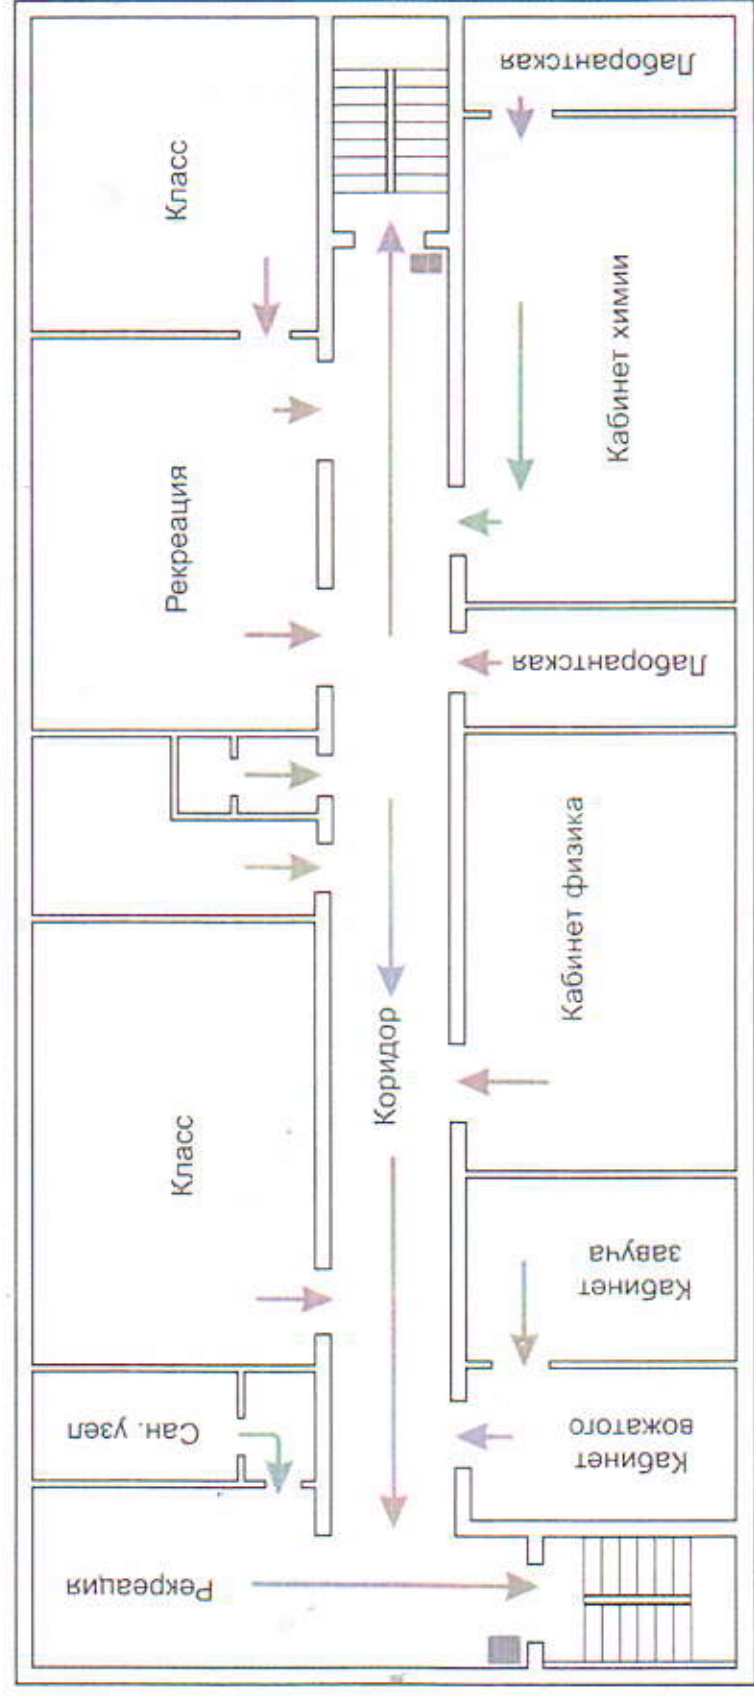 Лаборантская
Класс
Кабинет химии
Рекреация
Лаборантская
Кабинет физика
Коридор
Класс
Кабинет
завуча
Сан. узел
Кабинет
вожатого
Рекреация